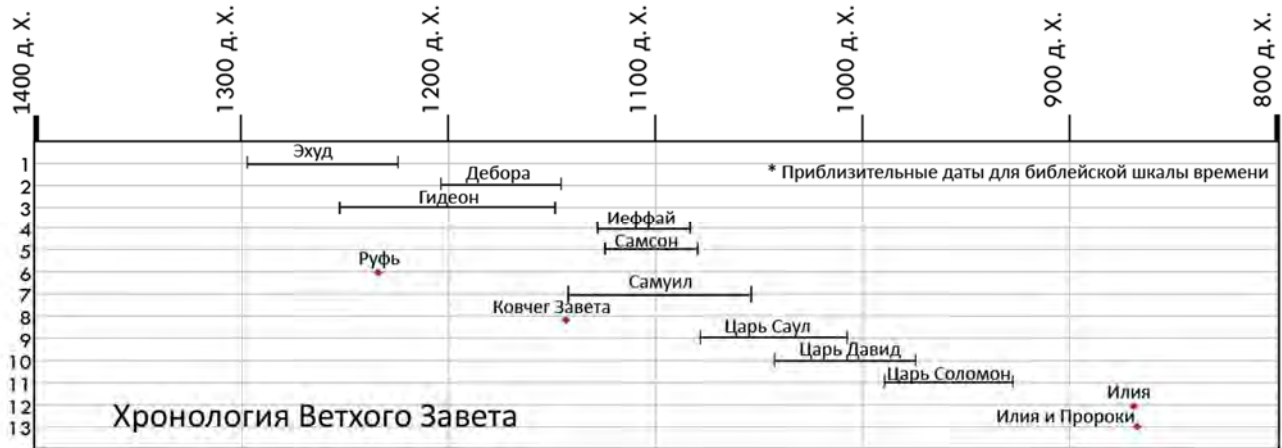 1400 д. Х.
1300 д. Х.
1200 д. Х.
1100 д. Х.
1000 д. Х.
900 д. Х.
800 д. Х.
1
Эхуд
* Приблизительные даты для библейской шкалы времени
2
Дебора
3
Гидеон
4
Иеффай
5
Самсон
6
Руфь
7
Самуил
8
Ковчег Завета
9
Царь Саул
10
Царь Давид
11
Царь Соломон
12
Илия
13
Илия и Пророки
Хронология Ветхого Завета